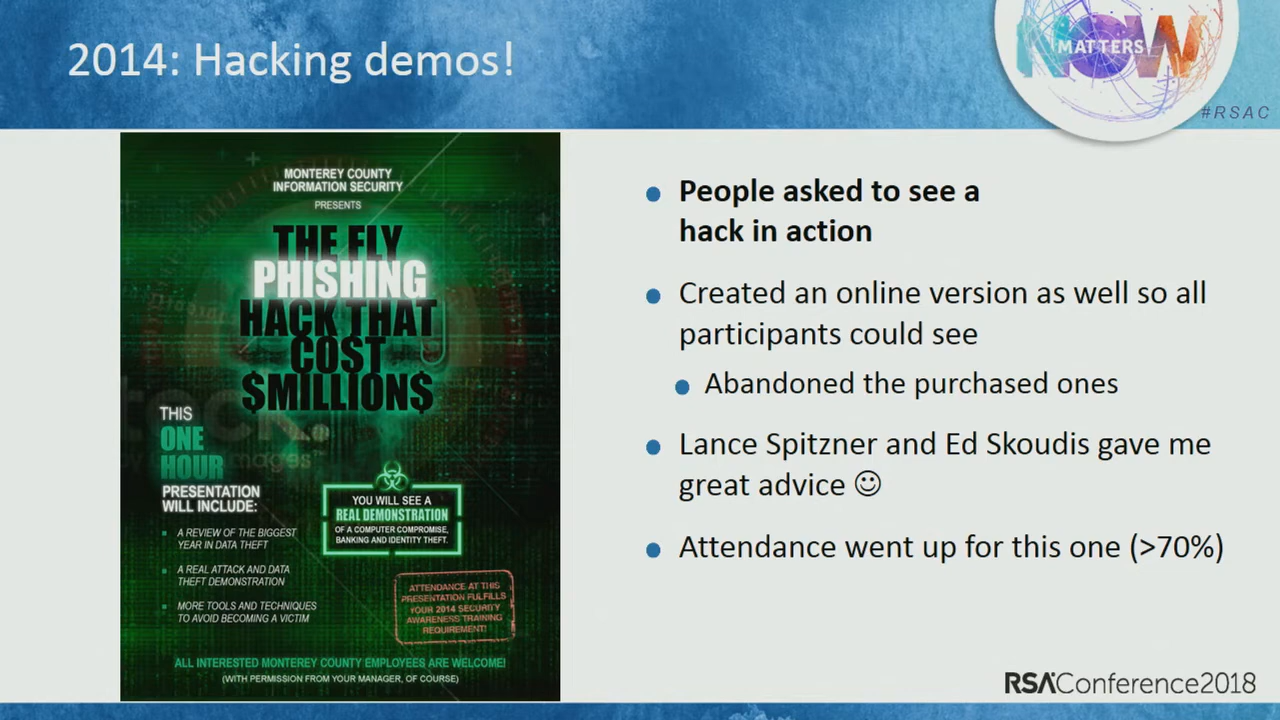 2014: Hacking demos!
NOW
MATTERS
#RSAC
MONTEREY COUNTY
INFORMATION SECURITY
PRESENTS
THE FLY
PHISHING
HACK THAT
COST
$MILLION$
THIS
ONE
HOUR
PRESENTATION
WILL INCLUDE:
A REVIEW OF THE BIGGEST
YEAR IN DATA THEFT
A REAL ATTACK AND DATA
THEFT DEMONSTRATION
MORE TOOLS AND TECHNIQUES
TO AVOID BECOMING A VICTIM
YOU WILL SEE A
REAL DEMONSTRATION
OF A COMPUTER COMPROMISE,
BANKING AND IDENTITY THEFT.
ATTENDANCE AT THIS
PRESENTATION FULFILLS
YOUR 2014 SECURITY
AWARENESS TRAINING
REQUIREMENT!
ALL INTERESTED MONTEREY COUNTY EMPLOYEES ARE WELCOME!
(WITH PERMISSION FROM YOUR MANAGER, OF COURSE)
• People asked to see a
hack in action
• Created an online version as well so all
participants could see
• Abandoned the purchased ones
• Lance Spitzner and Ed Skoudis gave me
great advice ☺
• Attendance went up for this one (>70%)
RSAConference2018